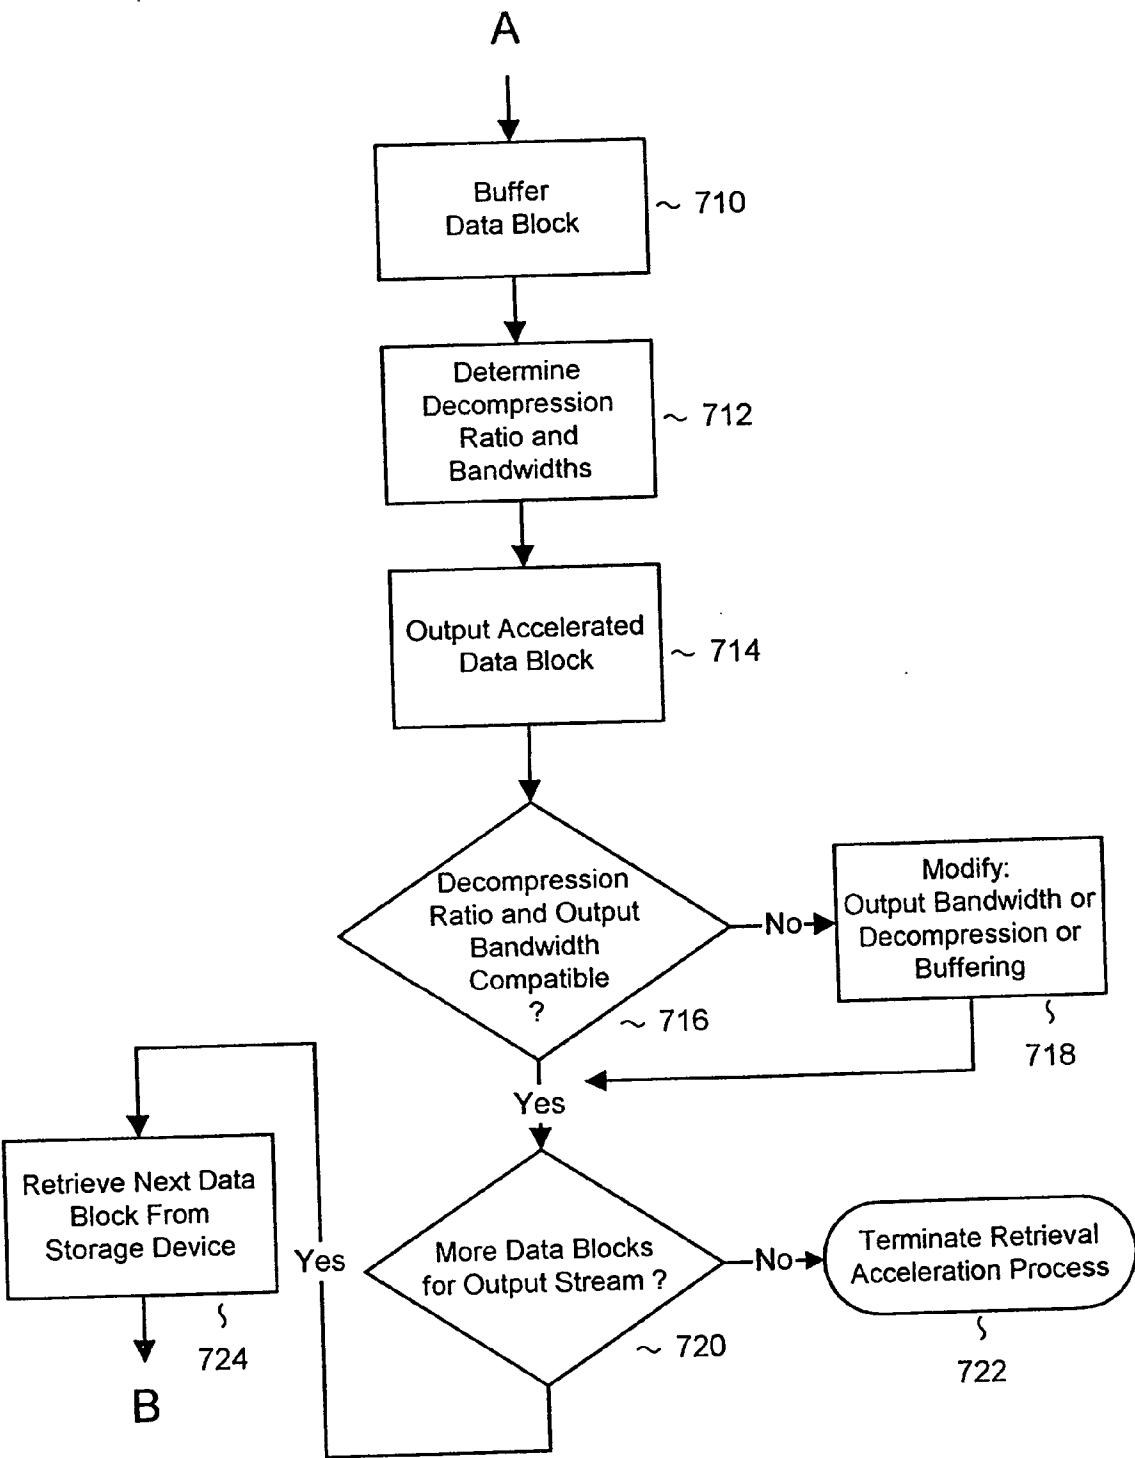 A
Buffer
Data Block
~ 710
Determine
Decompression
Ratio and
Bandwidths
~ 712
Output Accelerated
Data Block
~ 714
Decompression
Ratio and Output
Bandwidth
Compatible
?
~ 716
No
Modify:
Output Bandwidth or
Decompression or
Buffering
718
Yes
More Data Blocks
for Output Stream ?
~ 720
No
Terminate Retrieval
Acceleration Process
722
Yes
Retrieve Next Data
Block From
Storage Device
724
B